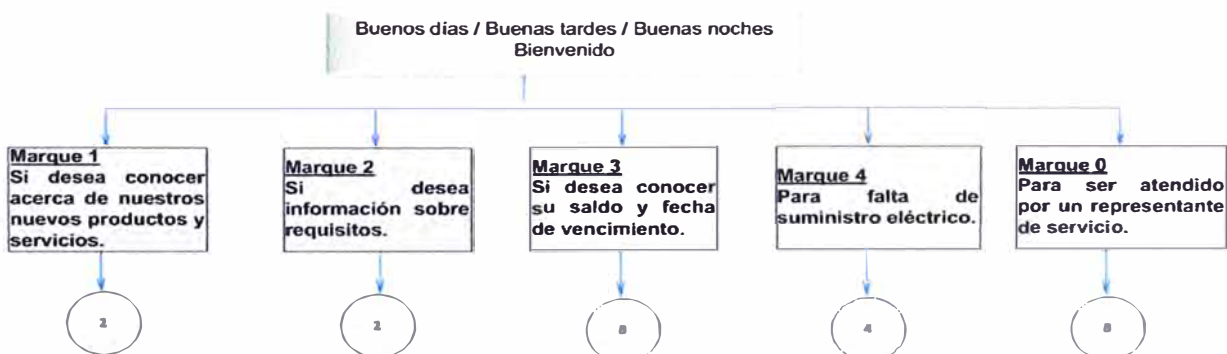 Buenos días / Buenas tardes / Buenas noches
Bienvenido
Marque 1
Si desea conocer
acerca de nuestros
nuevos productos y
servicios.
Marque 2
Si desea
información sobre
requisitos.
Marque 3
Si desea conocer
su saldo y fecha
de vencimiento.
Marque 4
Para falta de
suministro eléctrico.
Marque 0
Para ser atendido
por un representante
de servicio.
4